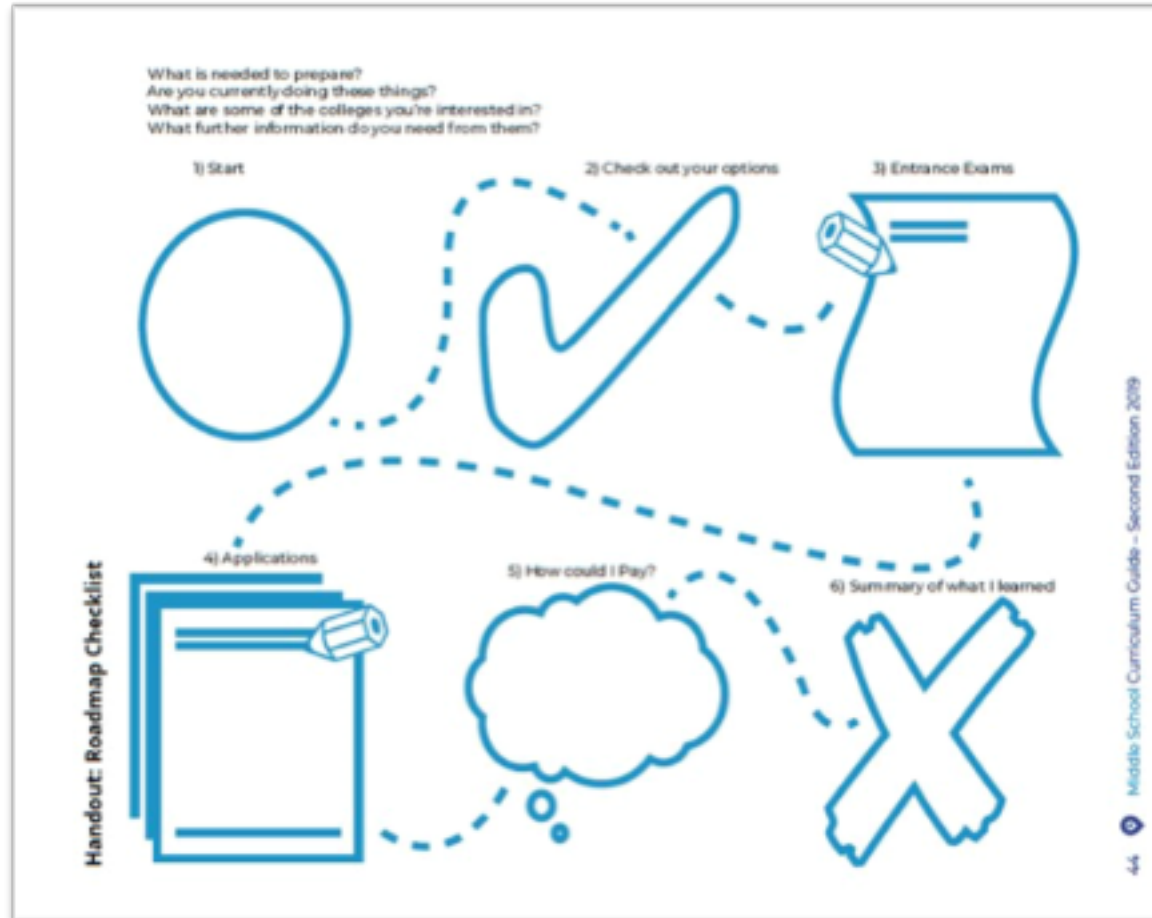 What is needed to prepare?
Are you currently doing these things?
What are some of the colleges you're interested in?
What further information do you need from them?
1) Start
2) Check out your options
3) Entrance Exams
4) Applications
5) How could I Pay?
6) Summary of what I learned
Handout: Roadmap Checklist
44 Middle School Curriculum Guide – Second Edition 2019